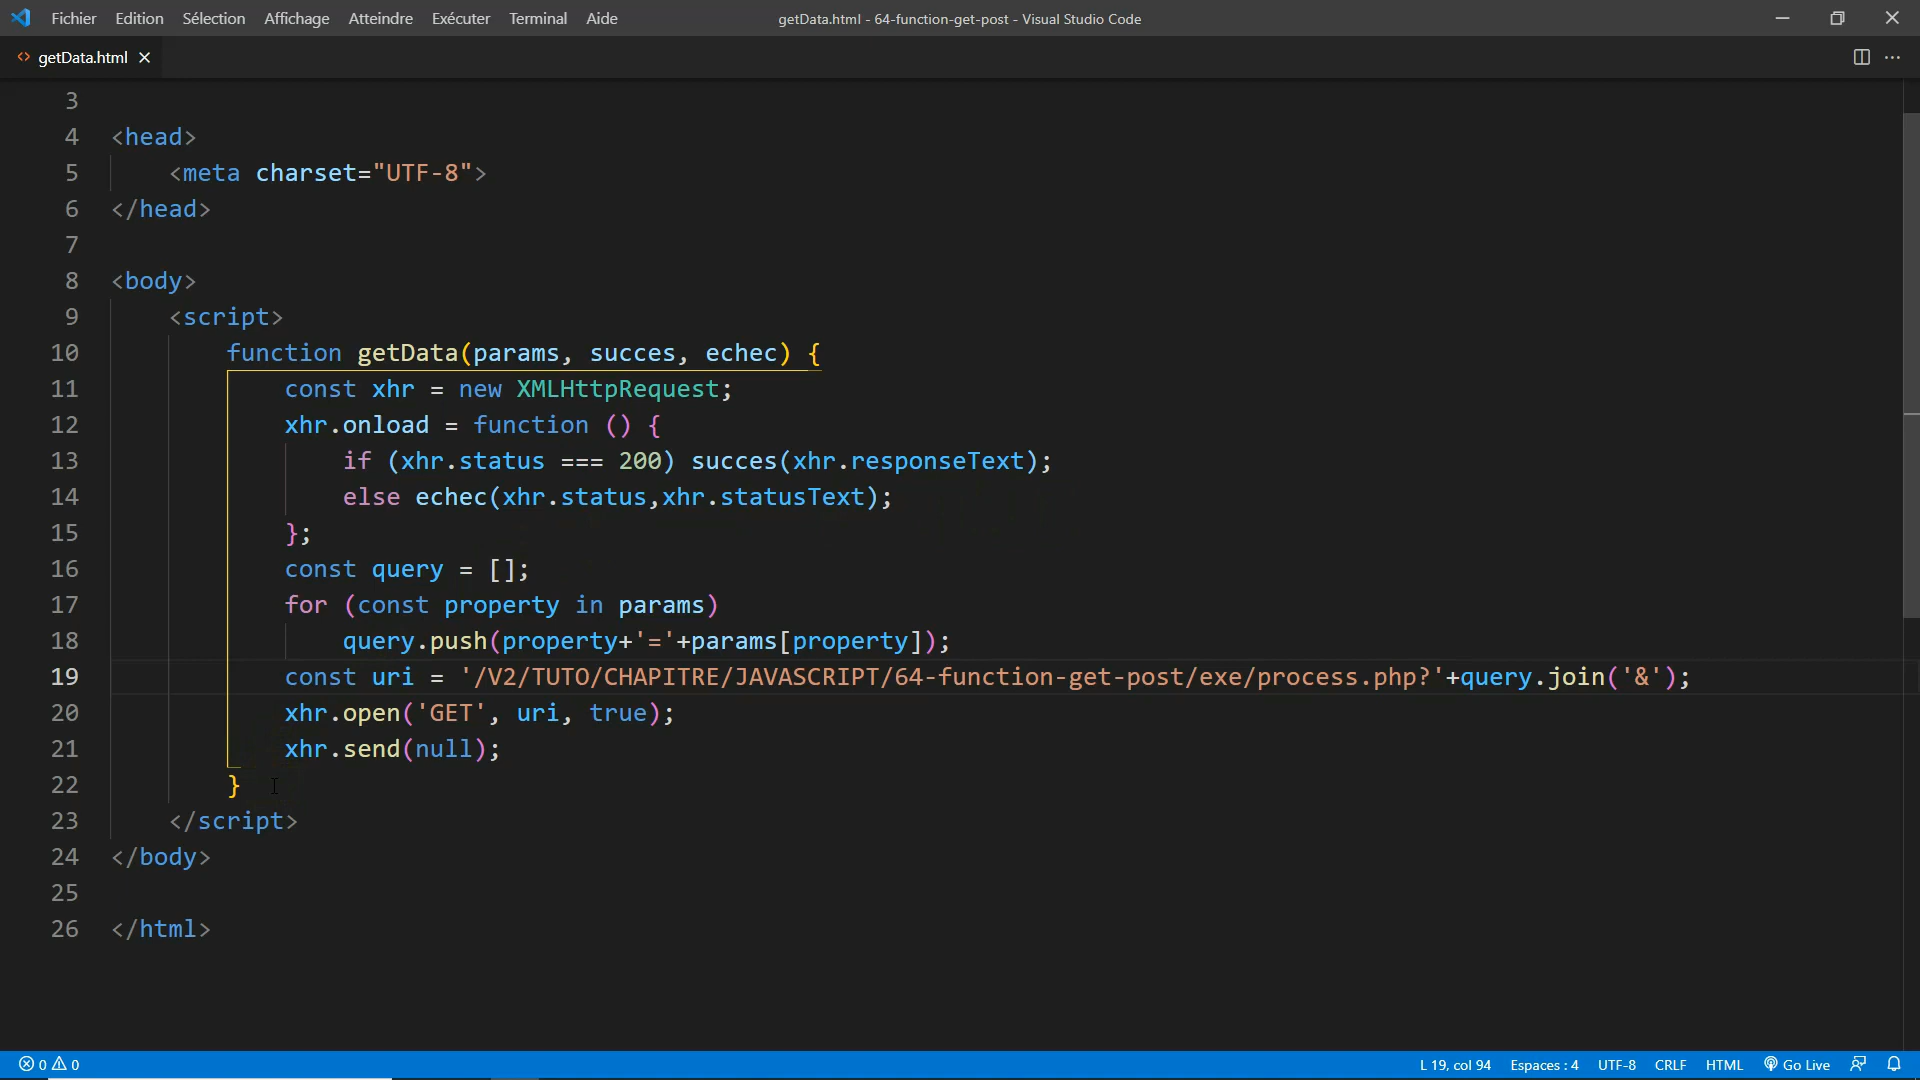 Fichier Edition Sélection Affichage Atteindre Exécuter Terminal Aide getData.html - 64-function-get-post - Visual Studio Code
getData.html
3
4 <head>
5 <meta charset="UTF-8">
6 </head>
7
8 <body>
9 <script>
10 function getData(params, succes, echec) {
11 const xhr = new XMLHttpRequest;
12 xhr.onload = function () {
13 if (xhr.status === 200) succes(xhr.responseText);
14 else echec(xhr.status,xhr.statusText);
15 };
16 const query = [];
17 for (const property in params)
18 query.push(property+'='+params[property]);
19 const uri = '/V2/TUTO/CHAPITRE/JAVASCRIPT/64-function-get-post/exe/process.php?'+query.join('&');
20 xhr.open('GET', uri, true);
21 xhr.send(null);
22 }
23 </script>
24 </body>
25
26 </html>
0 0 L 19, col 94 Espaces : 4 UTF-8 CRLF HTML Go Live